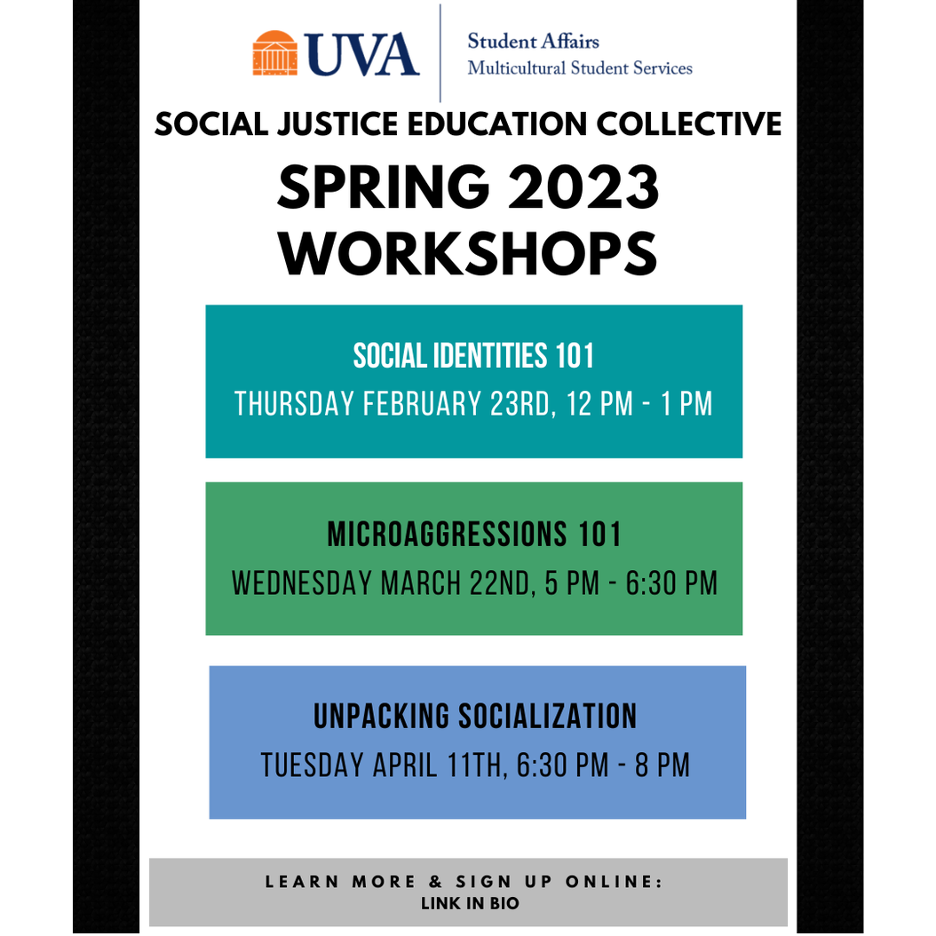 UVA
Student Affairs
Multicultural Student Services
SOCIAL JUSTICE EDUCATION COLLECTIVE
SPRING 2023
WORKSHOPS
SOCIAL IDENTITIES 101
THURSDAY FEBRUARY 23RD, 12 PM - 1 PM
MICROAGGRESSIONS 101
WEDNESDAY MARCH 22ND, 5 PM - 6:30 PM
UNPACKING SOCIALIZATION
TUESDAY APRIL 11TH, 6:30 PM - 8 PM
LEARN MORE & SIGN UP ONLINE:
LINK IN BIO